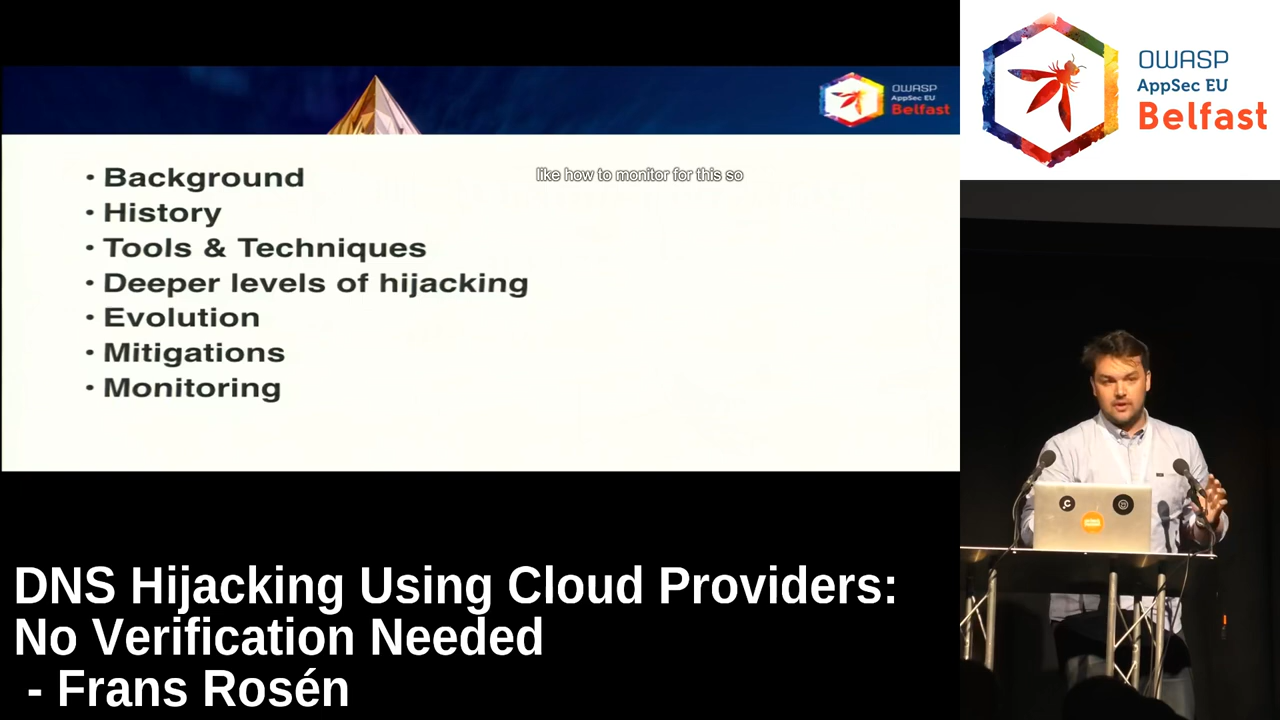 OWASP
AppSec EU
Belfast
OWASP
AppSec EU
Belfast
• Background
like how to monitor for this so
• History
• Tools & Techniques
• Deeper levels of hijacking
• Evolution
• Mitigations
• Monitoring
DNS Hijacking Using Cloud Providers:
No Verification Needed
- Frans Rosén